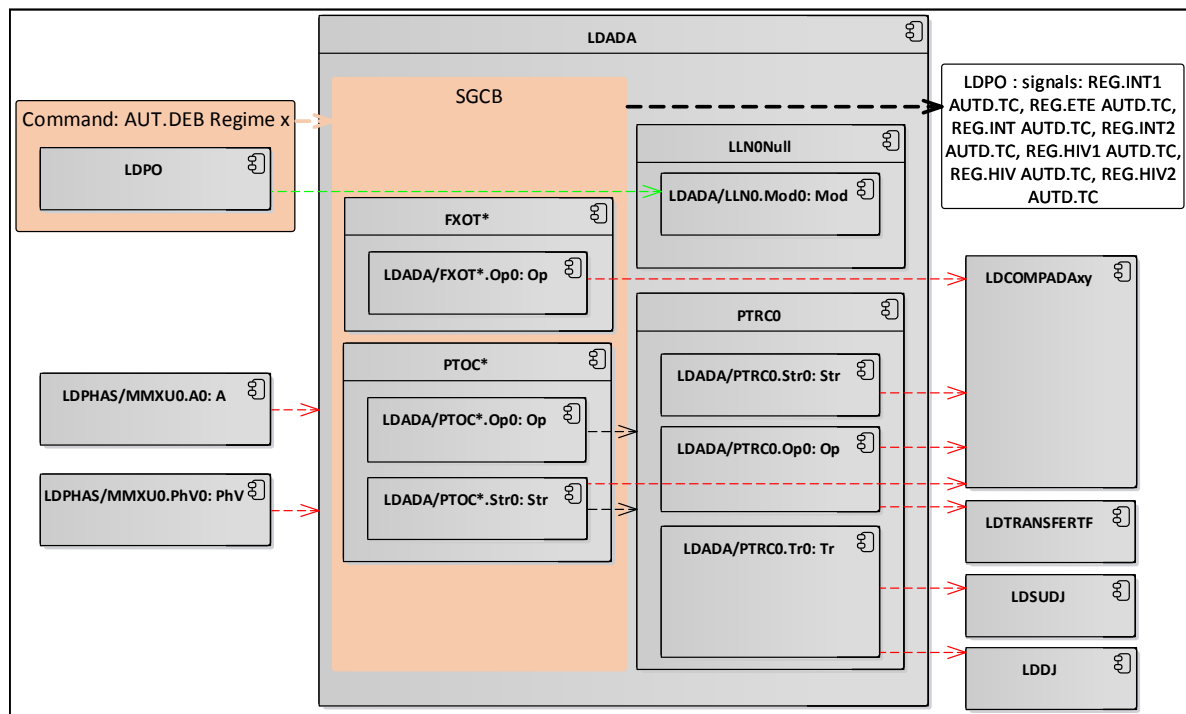 LDADA
SGCB
Command: AUT.DEB Regime x
LDPO
LDPO : signals: REG.INT1
AUTD.TC, REG.ETE AUTD.TC,
REG.INT AUTD.TC, REG.INT2
AUTD.TC, REG.HIV1 AUTD.TC,
REG.HIV AUTD.TC, REG.HIV2
AUTD.TC
LLN0Null
LDADA/LLN0.Mod0: Mod
FXOT*
LDADA/FXOT*.Op0: Op
LDCOMPADAxy
PTRC0
LDADA/PTRC0.Str0: Str
LDADA/PTRC0.Op0: Op
LDADA/PTRC0.Tr0: Tr
PTOC*
LDADA/PTOC*.Op0: Op
LDADA/PTOC*.Str0: Str
LDPHAS/MMXU0.A0: A
LDPHAS/MMXU0.PhV0: PhV
LDTRANSFERTF
LDSUDJ
LDDJ